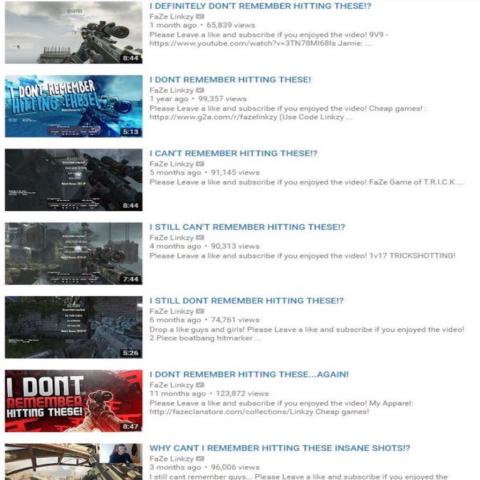 I DEFINITELY DON'T REMEMBER HITTING THESE!?
FaZe Linkzy
1 month ago • 65,839 views
Please Leave a like and subscribe if you enjoyed the video! 9V9 -
https://www.youtube.com/watch?v=3TN78MI68Is Jamie: ...
8:44
I DONT REMEMBER HITTING THESE!
FaZe Linkzy
1 year ago • 99,357 views
Please Leave a like and subscribe if you enjoyed the video! Cheap games! :
https://www.g2a.com/r/fazelinkzy (Use Code Linkzy ...
I DONT REMEMBER
HITTING THESE!
5:13
I CAN'T REMEMBER HITTING THESE!?
FaZe Linkzy
5 months ago • 91,145 views
Please Leave a like and subscribe if you enjoyed the video! FaZe Game of T.R.I.C.K ...
8:44
I STILL CAN'T REMEMBER HITTING THESE!?
FaZe Linkzy
4 months ago • 90,313 views
Please Leave a like and subscribe if you enjoyed the video! 1v17 TRICKSHOTTING!
7:44
I STILL DONT REMEMBER HITTING THESE!?
FaZe Linkzy
6 months ago • 74,761 views
Drop a like guys and girls! Please Leave a like and subscribe if you enjoyed the video!
2 Piece boatbang hitmarker ...
5:26
I DONT REMEMBER HITTING THESE...AGAIN!
FaZe Linkzy
11 months ago • 123,872 views
Please Leave a like and subscribe if you enjoyed the video! My Apparel:
http://fazeclanstore.com/collections/Linkzy Cheap games!
I DONT
REMEMBER
HITTING THESE!
8:47
WHY CANT I REMEMBER HITTING THESE INSANE SHOTS!?
FaZe Linkzy
3 months ago • 96,006 views
I still cant remember guys... Please Leave a like and subscribe if you enjoyed the